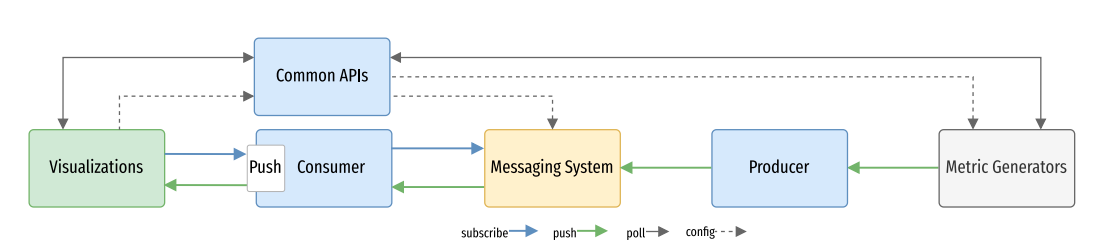 Common APIs
Visualizations
Push
Consumer
Messaging System
Producer
Metric Generators
subscribe
push
poll
config